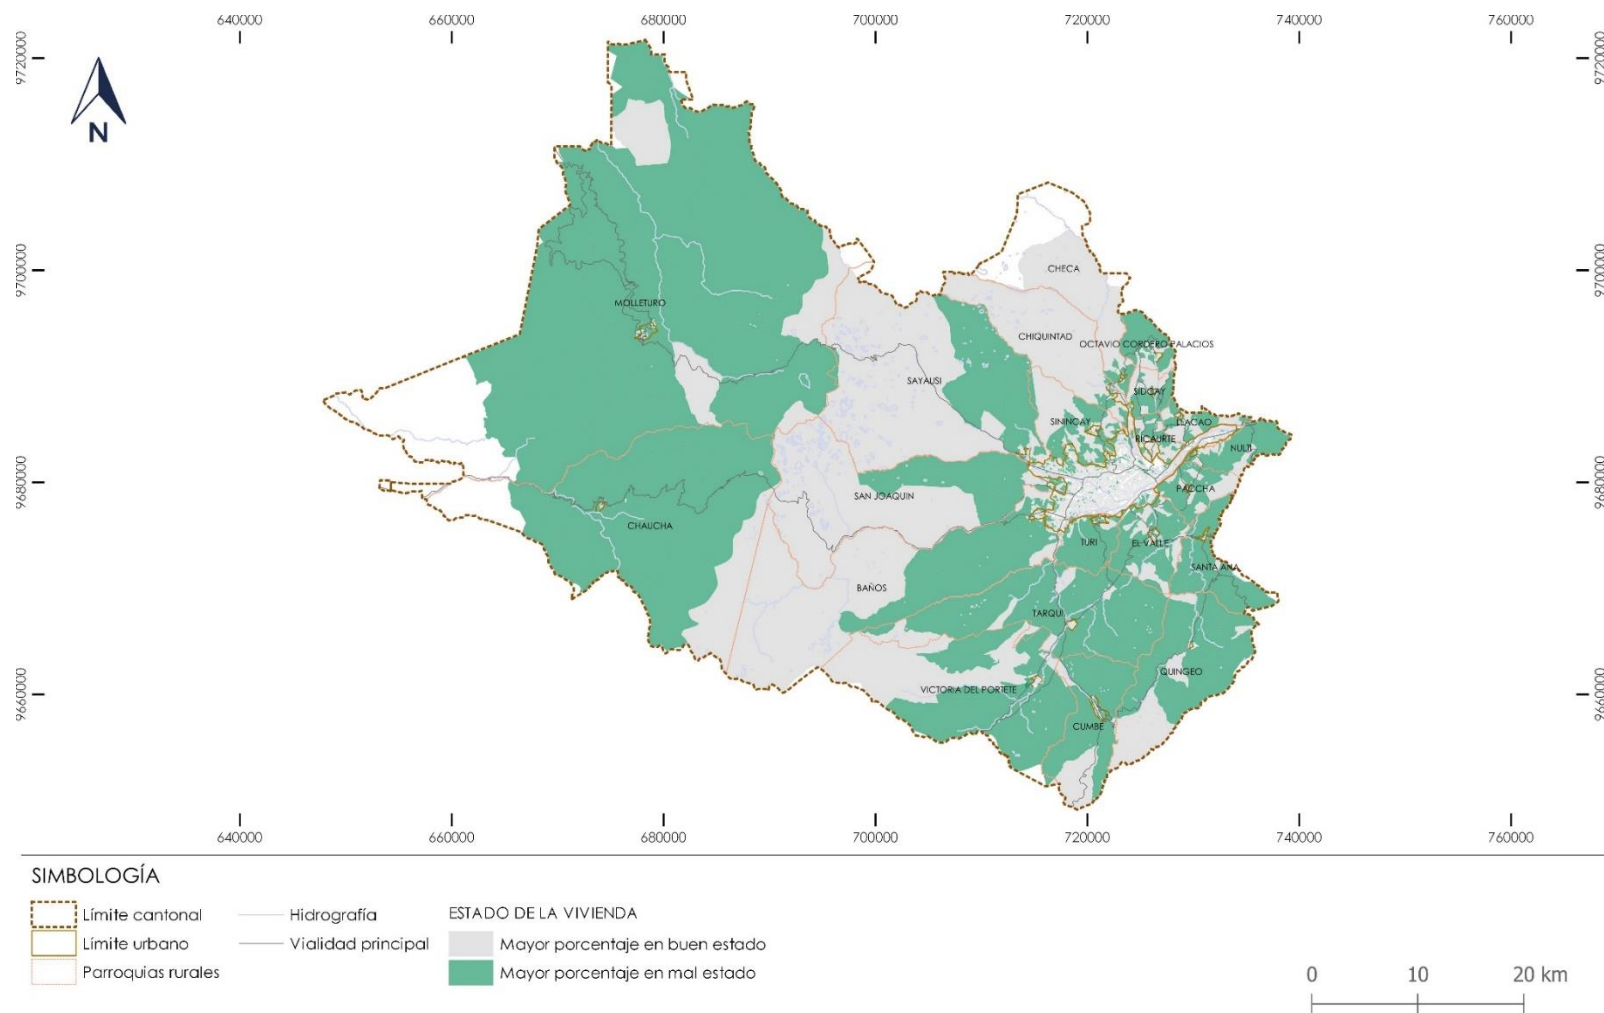 640000 660000 680000 700000 720000 740000 760000
9720000 9720000
N
9700000 9700000
CHECA
MOLLETURO
CHIQUINTAD
OCTAVIO CORDERO PALACIOS
SAYAUSI
SIDCAY
SININCAY
LLACAO
RICAURTE
NULTI
9680000 9680000
PACCHA
SAN JOAQUIN
CHAUCHA
TURI
EL VALLE
SANTA ANA
BAÑOS
TARQUI
QUINGEO
VICTORIA DEL PORTETE
9660000 9660000
CUMBE
640000 660000 680000 700000 720000 740000 760000
SIMBOLOGÍA
Límite cantonal
Límite urbano
Parroquias rurales
Hidrografía
Vialidad principal
ESTADO DE LA VIVIENDA
Mayor porcentaje en buen estado
Mayor porcentaje en mal estado
0 10 20 km